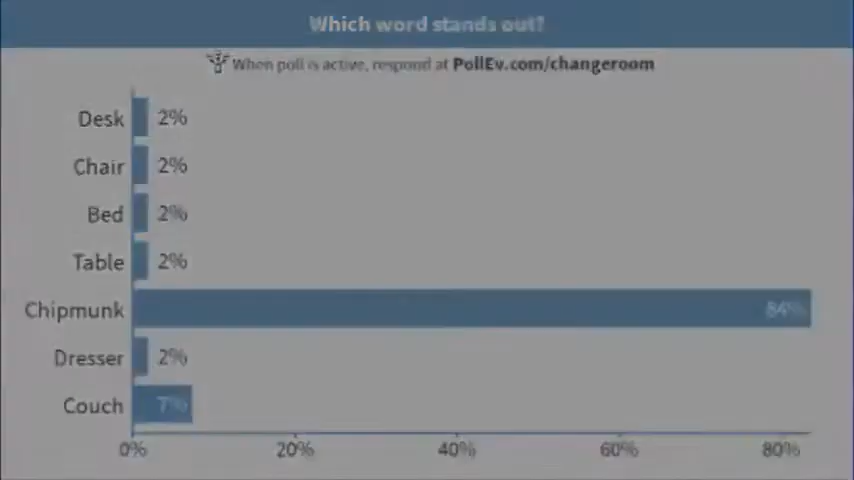 Which word stands out?
When poll is active, respond at PollEv.com/changeroom
Desk 2%
Chair 2%
Bed 2%
Table 2%
Chipmunk 84%
Dresser 2%
Couch 7%
0% 20% 40% 60% 80%